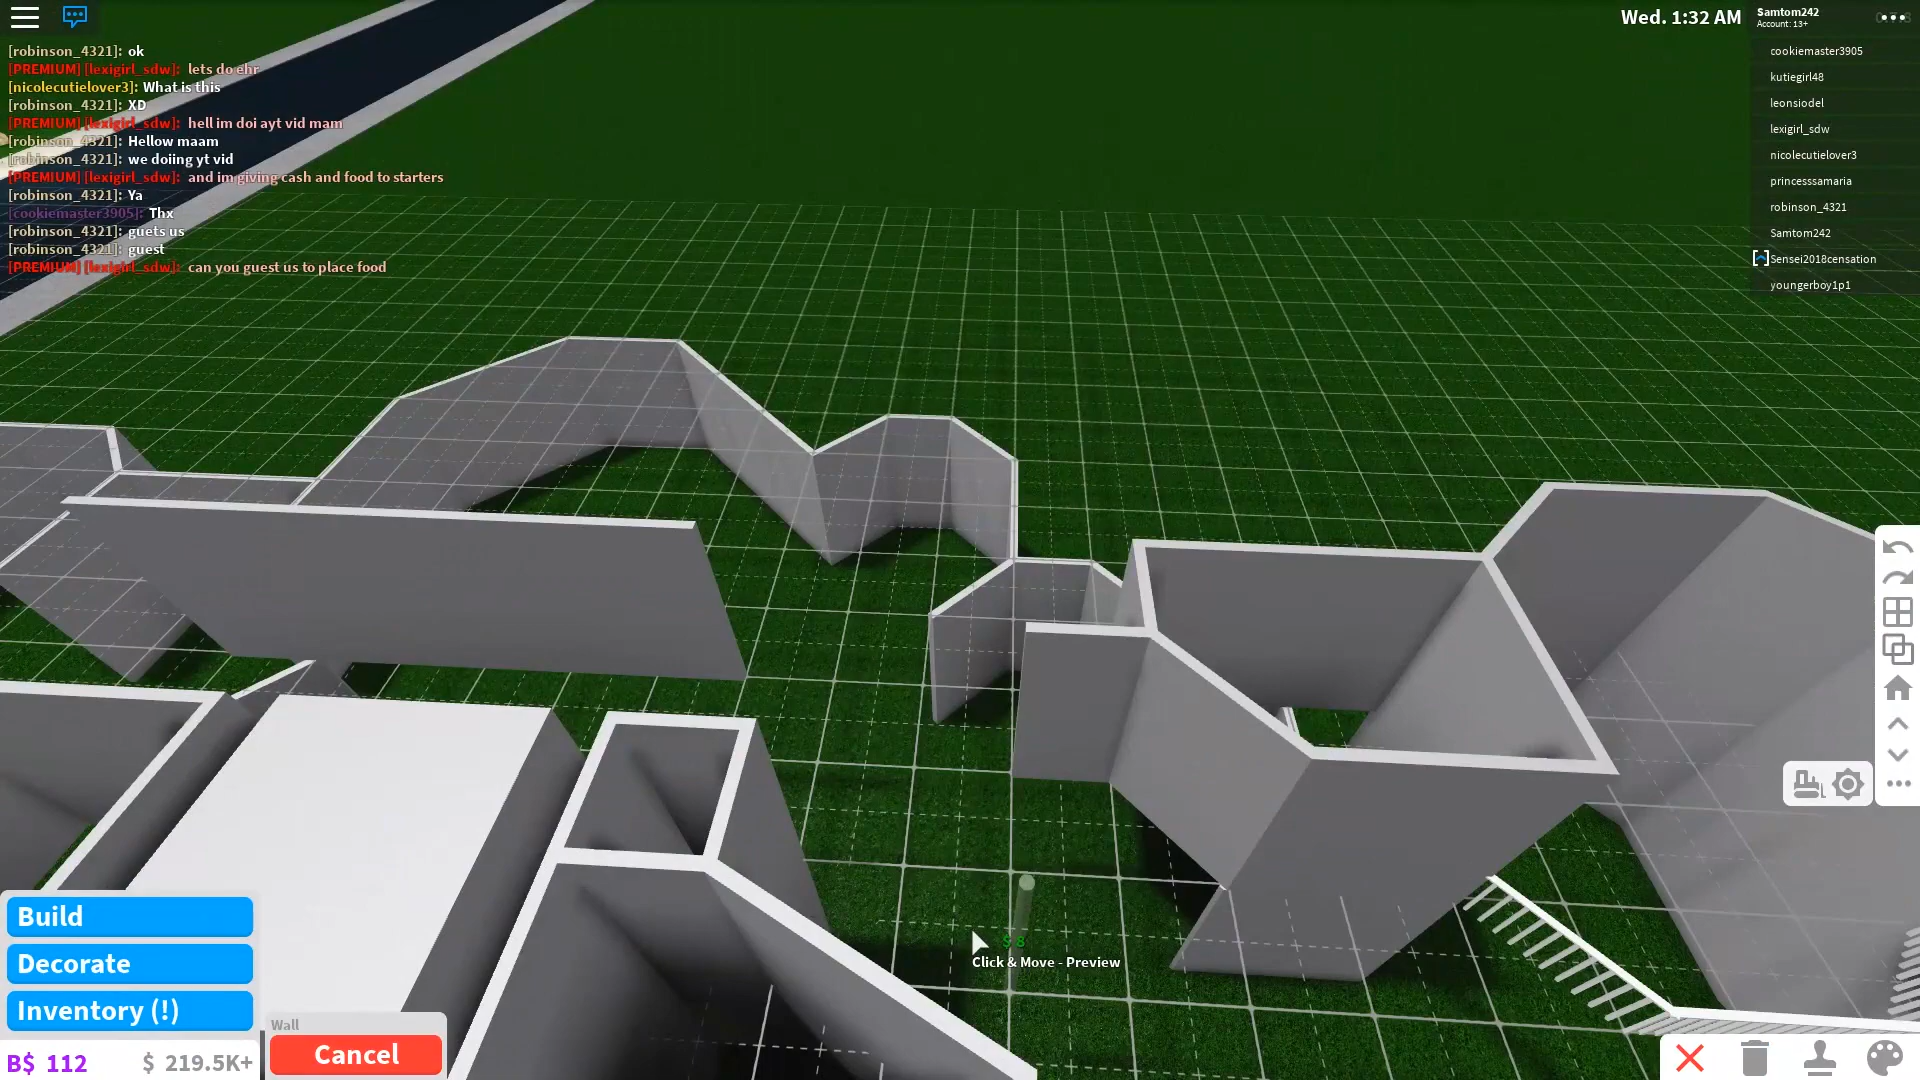 Wed. 1:32 AM
Samtom242
Account: 13+
[robinson_4321]: ok
[PREMIUM] [lexigirl_sdw]: lets do ehr
[nicolecutielover3]: What is this
[robinson_4321]: XD
[PREMIUM] [lexigirl_sdw]: hell im doi ayt vid mam
[robinson_4321]: Hellow maam
[robinson_4321]: we doiing yt vid
[PREMIUM] [lexigirl_sdw]: and im giving cash and food to starters
[robinson_4321]: Ya
[cookiemaster3905]: Thx
[robinson_4321]: guets us
[robinson_4321]: guest
[PREMIUM] [lexigirl_sdw]: can you guest us to place food
cookiemaster3905
kutiegirl48
leonsiodel
lexigirl_sdw
nicolecutielover3
princesssamaria
robinson_4321
Samtom242
Sensei2018censation
youngerboy1p1
$ 8
Click & Move - Preview
Build
Decorate
Inventory (!)
B$ 112
$ 219.5K+
Wall
Cancel